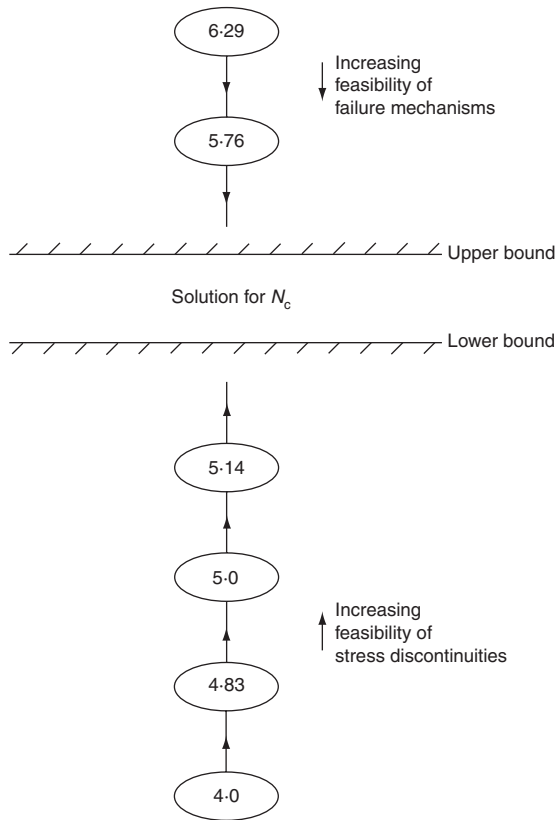 6·29
Increasing
feasibility of
failure mechanisms
5·76
Upper bound
Solution for Nc
Lower bound
5·14
5·0
Increasing
feasibility of
stress discontinuities
4·83
4·0